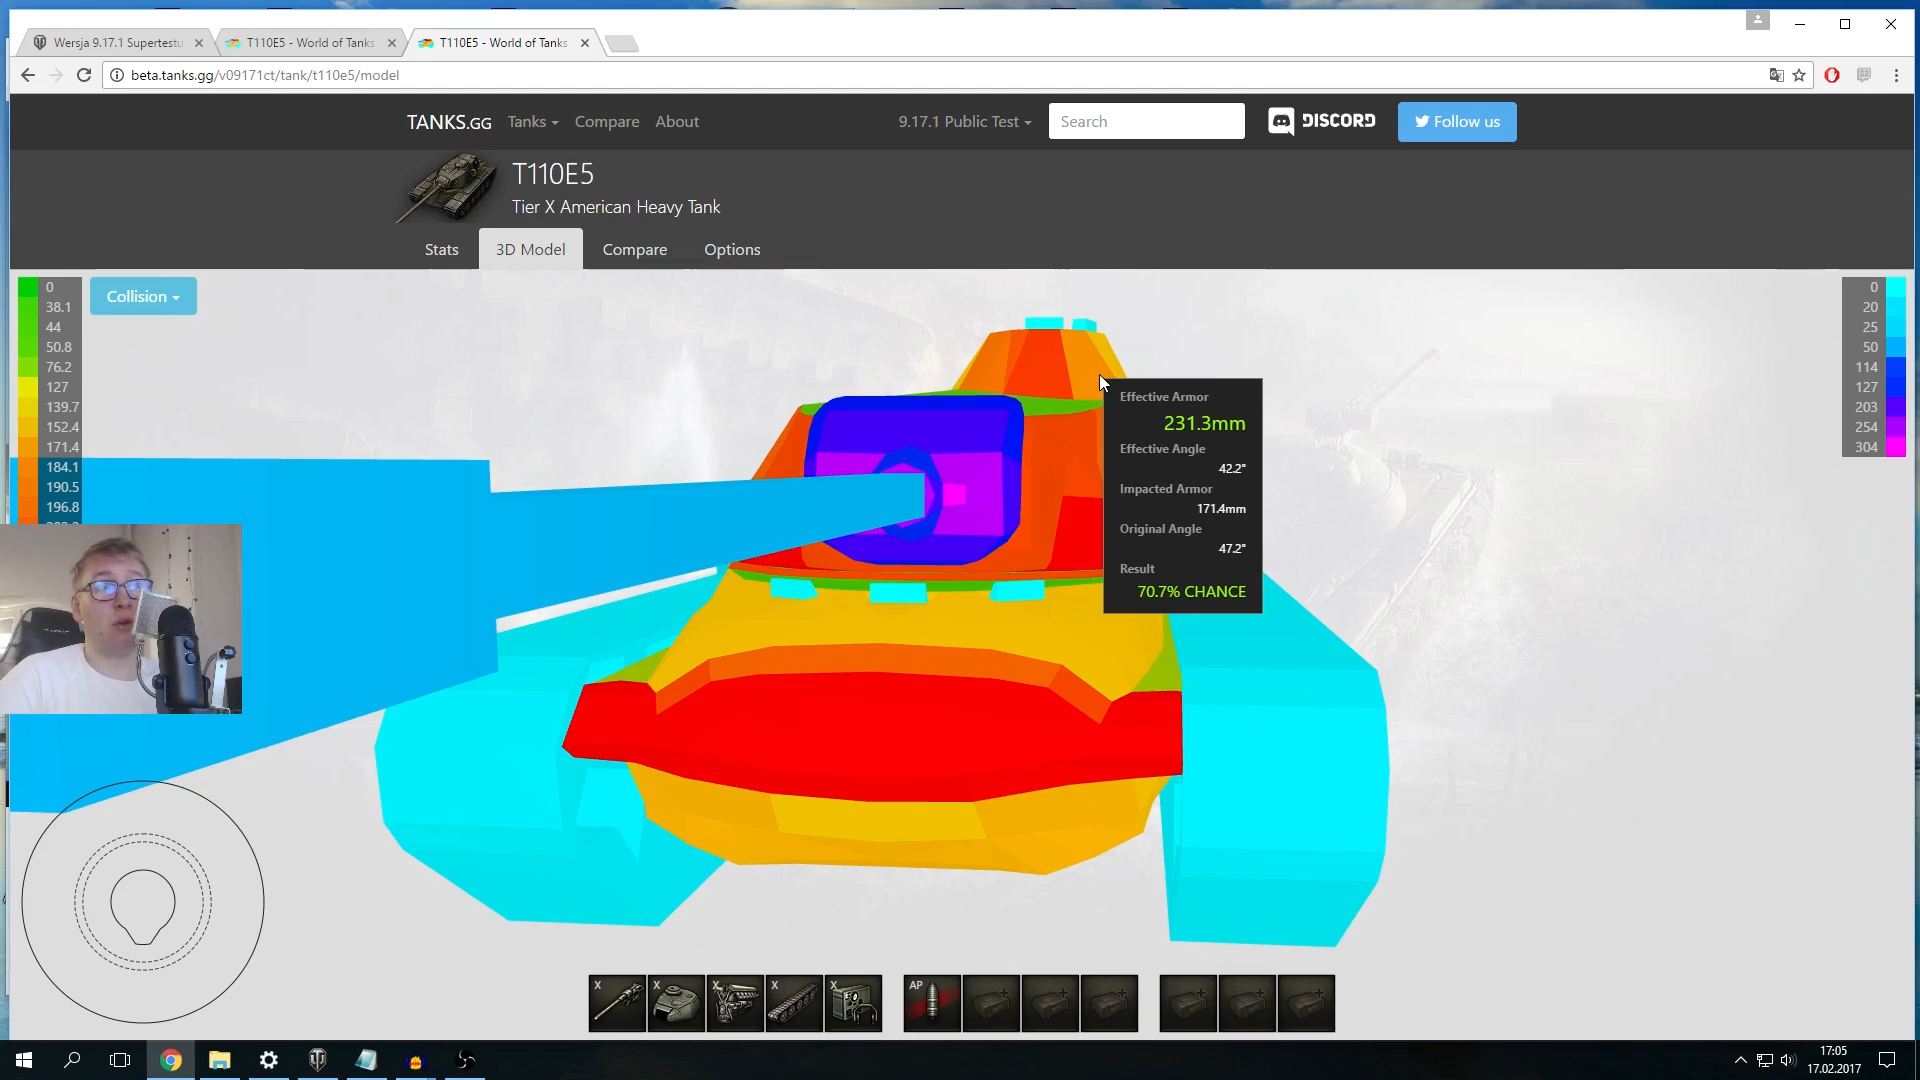 Wersja 9.17.1 Supertestu
T110E5 - World of Tanks
T110E5 - World of Tanks
beta.tanks.gg/v09171ct/tank/t110e5/model
TANKS.GG
Tanks
Compare
About
9.17.1 Public Test
Search
DISCORD
Follow us
T110E5
Tier X American Heavy Tank
Stats
3D Model
Compare
Options
Collision
0
38.1
44
50.8
76.2
127
139.7
152.4
171.4
184.1
190.5
196.8
0
20
25
50
114
127
203
254
304
Effective Armor
231.3mm
Effective Angle
42.2°
Impacted Armor
171.4mm
Original Angle
47.2°
Result
70.7% CHANCE
X
X
X
X
X
AP
17:05
17.02.2017